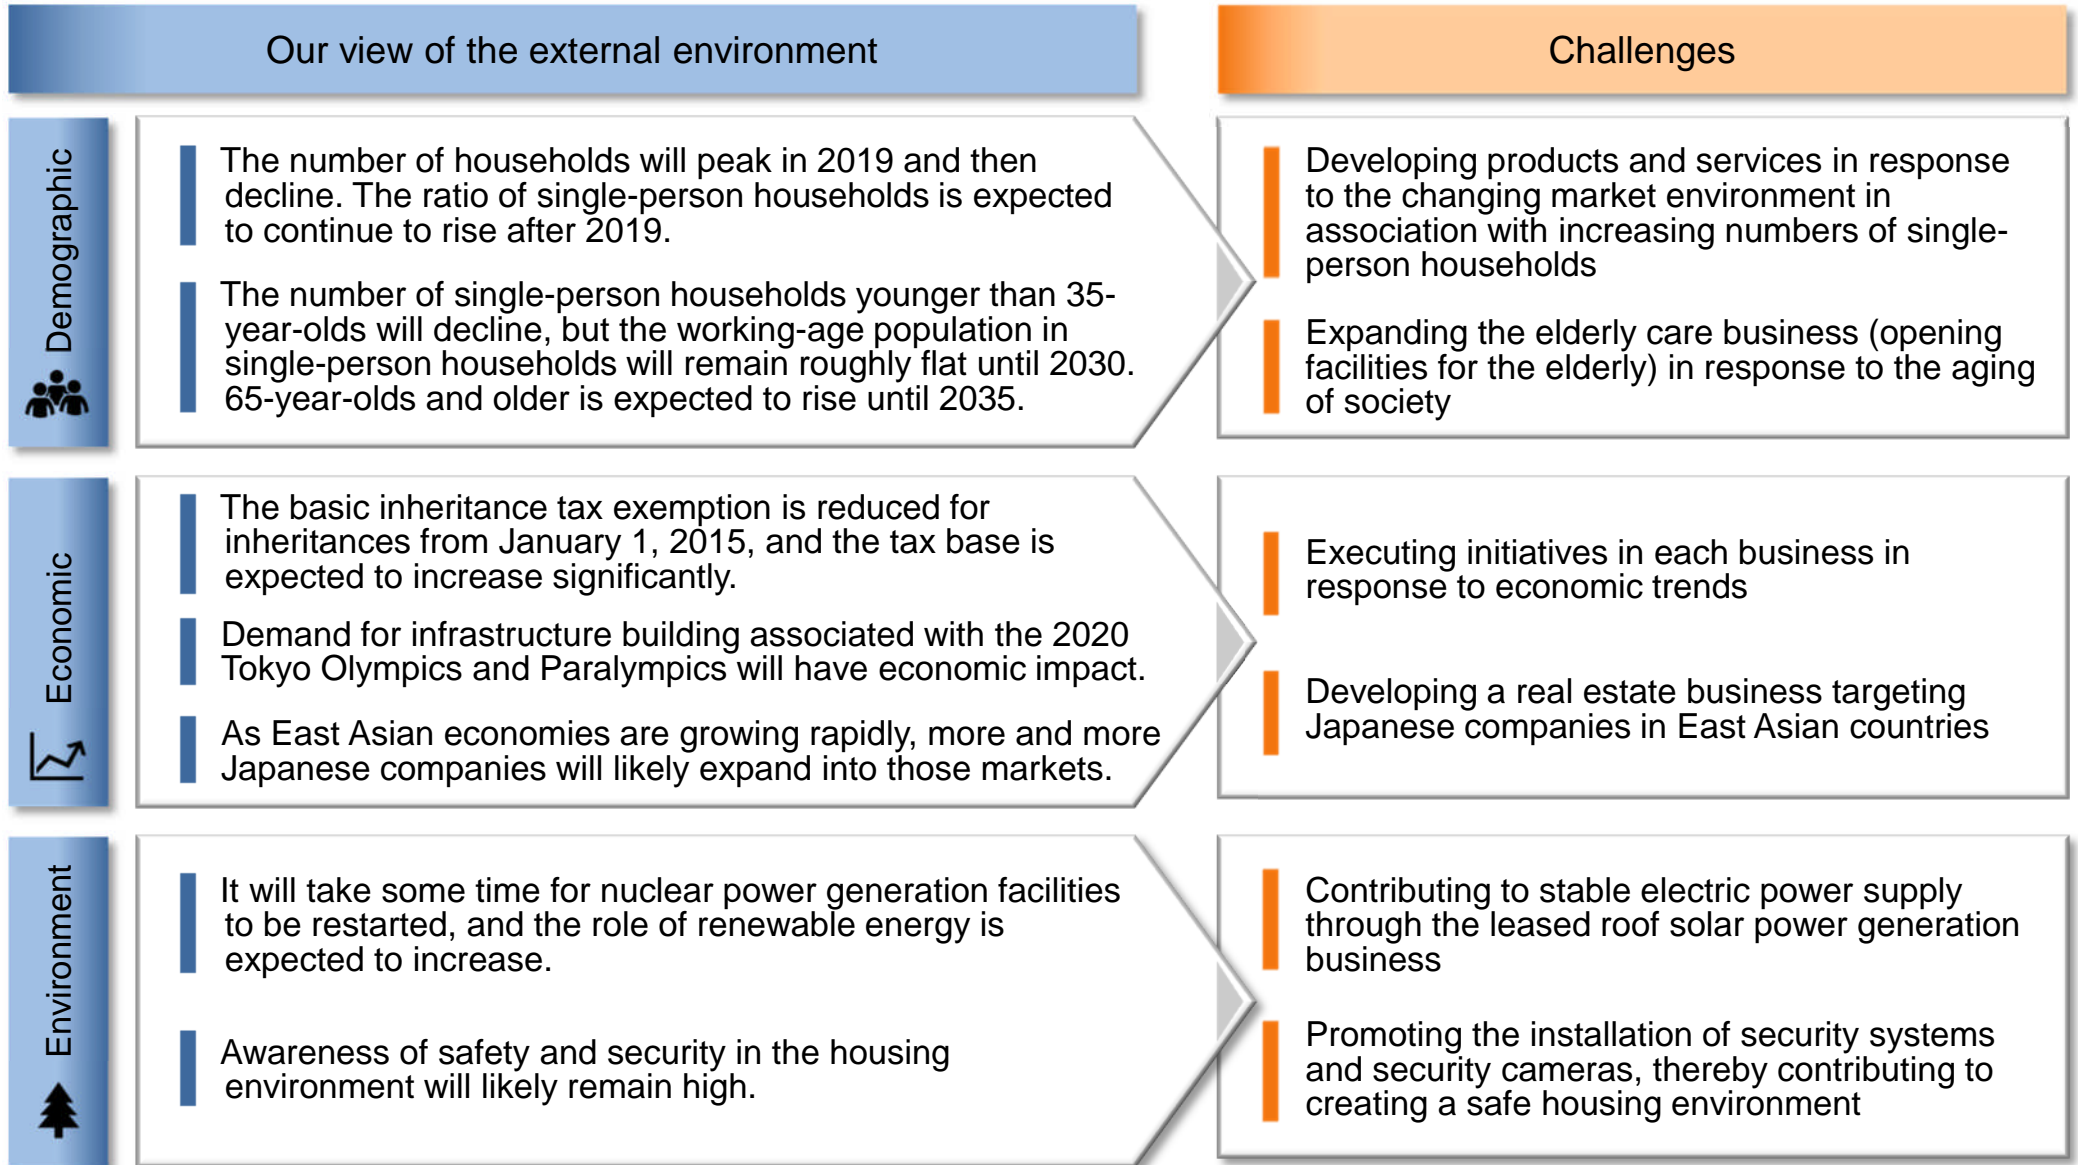 Our view of the external environment
Challenges
Demographic
The number of households will peak in 2019 and then
decline. The ratio of single-person households is expected
to continue to rise after 2019.
The number of single-person households younger than 35-
year-olds will decline, but the working-age population in
single-person households will remain roughly flat until 2030.
65-year-olds and older is expected to rise until 2035.
Developing products and services in response
to the changing market environment in
association with increasing numbers of single-
person households
Expanding the elderly care business (opening
facilities for the elderly) in response to the aging
of society
Economic
The basic inheritance tax exemption is reduced for
inheritances from January 1, 2015, and the tax base is
expected to increase significantly.
Demand for infrastructure building associated with the 2020
Tokyo Olympics and Paralympics will have economic impact.
As East Asian economies are growing rapidly, more and more
Japanese companies will likely expand into those markets.
Executing initiatives in each business in
response to economic trends
Developing a real estate business targeting
Japanese companies in East Asian countries
Environment
It will take some time for nuclear power generation facilities
to be restarted, and the role of renewable energy is
expected to increase.
Awareness of safety and security in the housing
environment will likely remain high.
Contributing to stable electric power supply
through the leased roof solar power generation
business
Promoting the installation of security systems
and security cameras, thereby contributing to
creating a safe housing environment